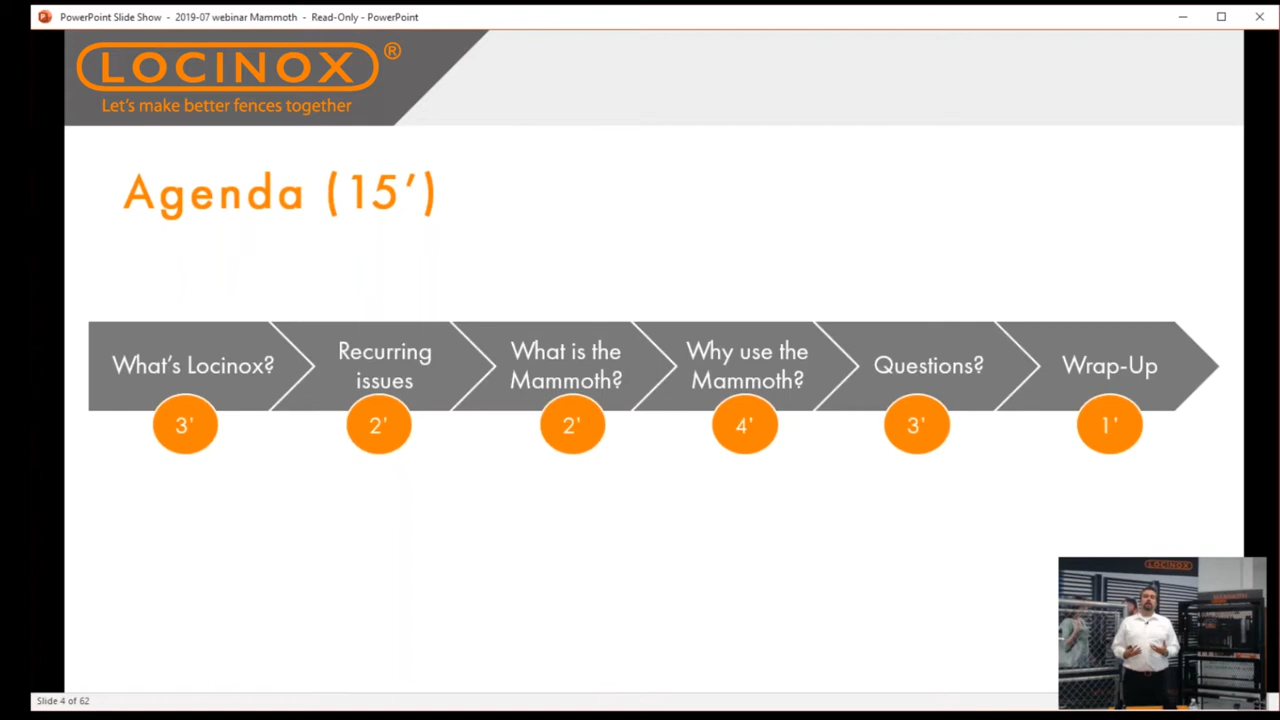 PowerPoint Slide Show - 2019-07 webinar Mammoth - Read-Only - PowerPoint
LOCINOX®
Let's make better fences together
Agenda (15')
What's Locinox?
Recurring
issues
What is the
Mammoth?
Why use the
Mammoth?
Questions?
Wrap-Up
3'
2'
2'
4'
3'
1'
LOCINOX
Slide 4 of 62